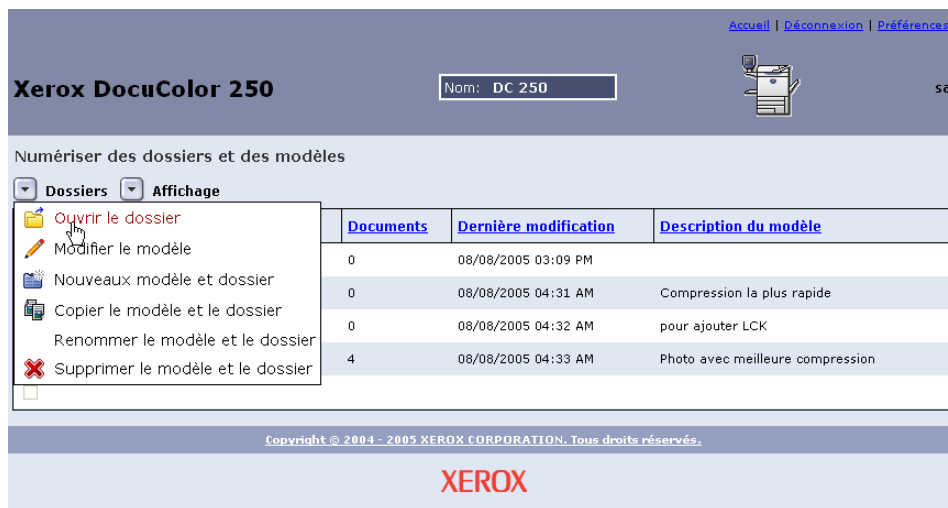 Accueil | Déconnexion | Préférences
Xerox DocuColor 250
Nom: DC 250
Numériser des dossiers et des modèles
Dossiers Affichage
Ouvrir le dossier
Modifier le modèle
Nouveaux modèle et dossier
Copier le modèle et le dossier
Renommer le modèle et le dossier
Supprimer le modèle et le dossier
Documents Dernière modification Description du modèle
0 08/08/2005 03:09 PM
0 08/08/2005 04:31 AM Compression la plus rapide
0 08/08/2005 04:32 AM pour ajouter LCK
4 08/08/2005 04:33 AM Photo avec meilleure compression
Copyright © 2004 - 2005 XEROX CORPORATION. Tous droits réservés.
XEROX